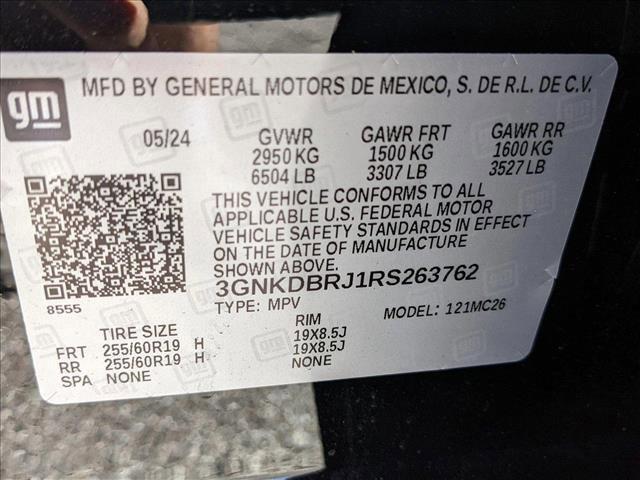 gm
MFD BY GENERAL MOTORS DE MEXICO, S. DE R.L. DE C.V.
05/24 GVWR GAWR FRT GAWR RR
2950 KG 1500 KG 1600 KG
6504 LB 3307 LB 3527 LB
THIS VEHICLE CONFORMS TO ALL
APPLICABLE U.S. FEDERAL MOTOR
VEHICLE SAFETY STANDARDS IN EFFECT
ON THE DATE OF MANUFACTURE
SHOWN ABOVE.
3GNKDBRJ1RS263762
8555 TYPE: MPV MODEL: 121MC26
TIRE SIZE RIM
FRT 255/60R19 H 19X8.5J
RR 255/60R19 H 19X8.5J
SPA NONE NONE